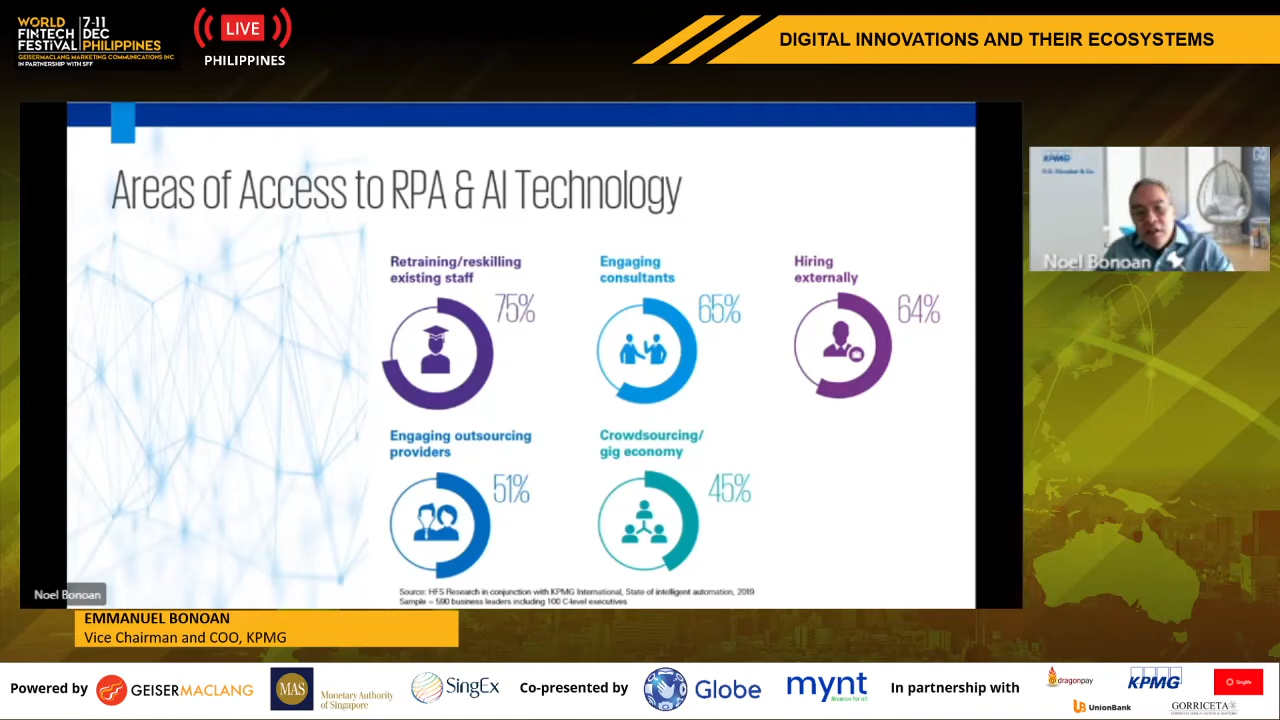 WORLD
FINTECH
FESTIVAL
7-11
DEC
PHILIPPINES
GEISERMACLANG MARKETING COMMUNICATIONS INC
IN PARTNERSHIP WITH SFF
LIVE
PHILIPPINES
DIGITAL INNOVATIONS AND THEIR ECOSYSTEMS
Areas of Access to RPA & AI Technology
Retraining/reskilling
existing staff
75%
Engaging
consultants
65%
Hiring
externally
64%
Engaging outsourcing
providers
51%
Crowdsourcing/
gig economy
45%
Source: HFS Research in conjunction with KPMG International, State of intelligent automation, 2019
Sample = 590 business leaders including 100 C-level executives
Noel Bonoan
KPMG
Noel Bonoan
EMMANUEL BONOAN
Vice Chairman and COO, KPMG
Powered by
GEISERMACLANG
MAS
Monetary Authority
of Singapore
SingEx
Co-presented by
Globe
mynt
finance for all
In partnership with
dragonpay
UnionBank
KPMG
GORRICETA
Singlife